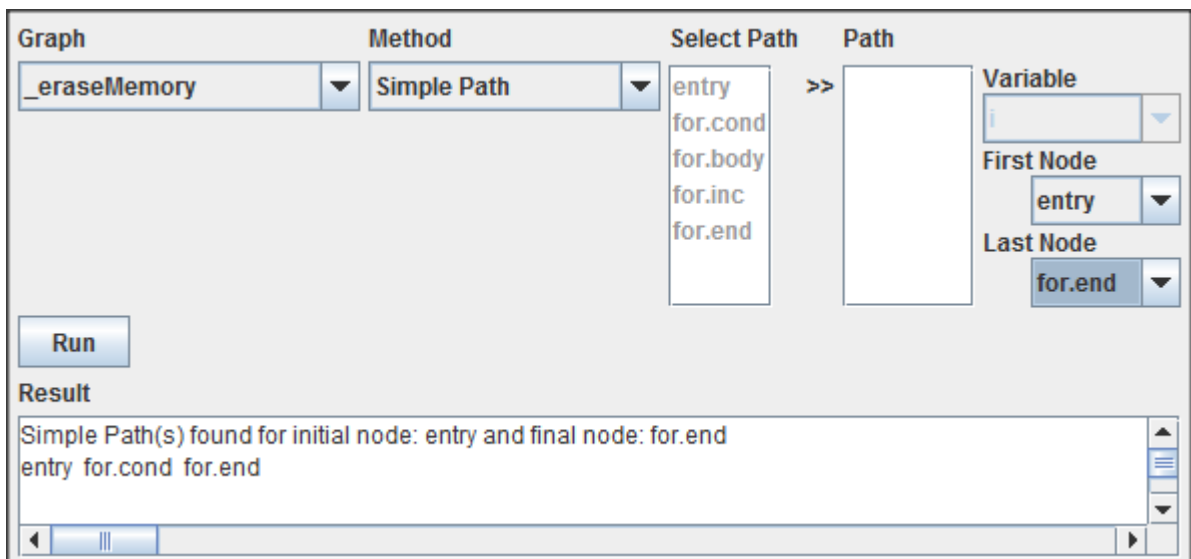 Graph
Method
Select Path
Path
_eraseMemory
Simple Path
entry
for.cond
for.body
for.inc
for.end
>>
Variable
i
First Node
entry
Last Node
for.end
Run
Result
Simple Path(s) found for initial node: entry and final node: for.end
entry for.cond for.end